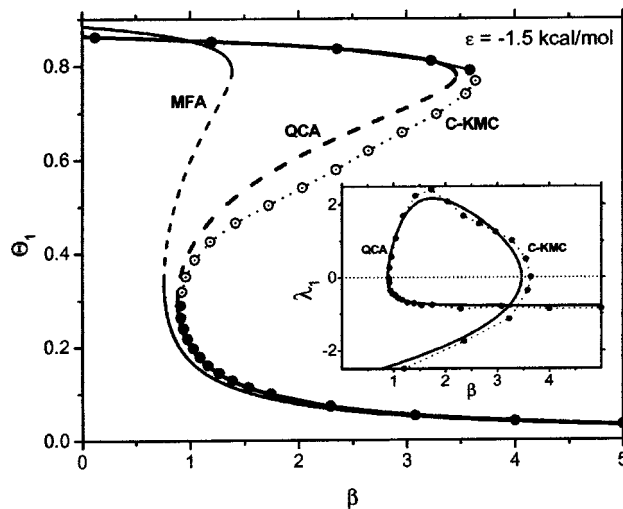 ε = -1.5 kcal/mol
0.8
MFA
QCA
C-KMC
0.6
Θ1
0.4
2
QCA
C-KMC
λ1
0
-2
1 2 3 4
β
0.2
0.0
0 1 2 3 4 5
β